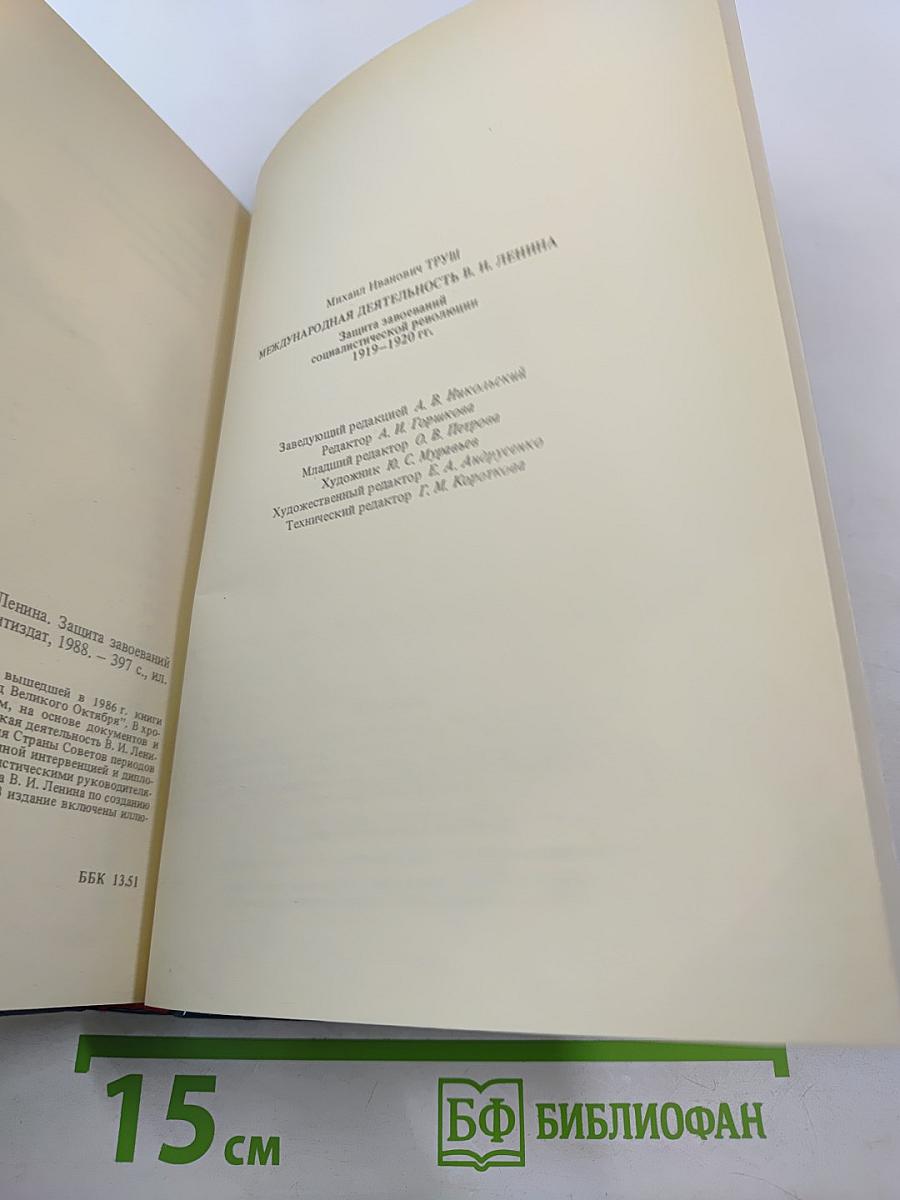 Ленина. Защита завоеваний
итиздат, 1988. – 397 с., ил.
вышедшей в 1986 г. книги
д Великого Октября". В хро-
м, на основе документов и
кая деятельность В. И. Лени-
ия Страны Советов периодов
ной интервенцией и дипло-
истическими руководителя-
а В. И. Ленина по созданию
В издание включены иллю-
ББК 13.51
Михаил Иванович ТРУШ
МЕЖДУНАРОДНАЯ ДЕЯТЕЛЬНОСТЬ В. И. ЛЕНИНА
Защита завоеваний
социалистической революции
1919–1920 гг.
Заведующий редакцией А. В. Никольский
Редактор А. И. Горшкова
Младший редактор О. В. Петрова
Художник Ю. С. Муравьев
Художественный редактор Е. А. Андрусенко
Технический редактор Г. М. Короткова
15 см
БФ БИБЛИОФАН